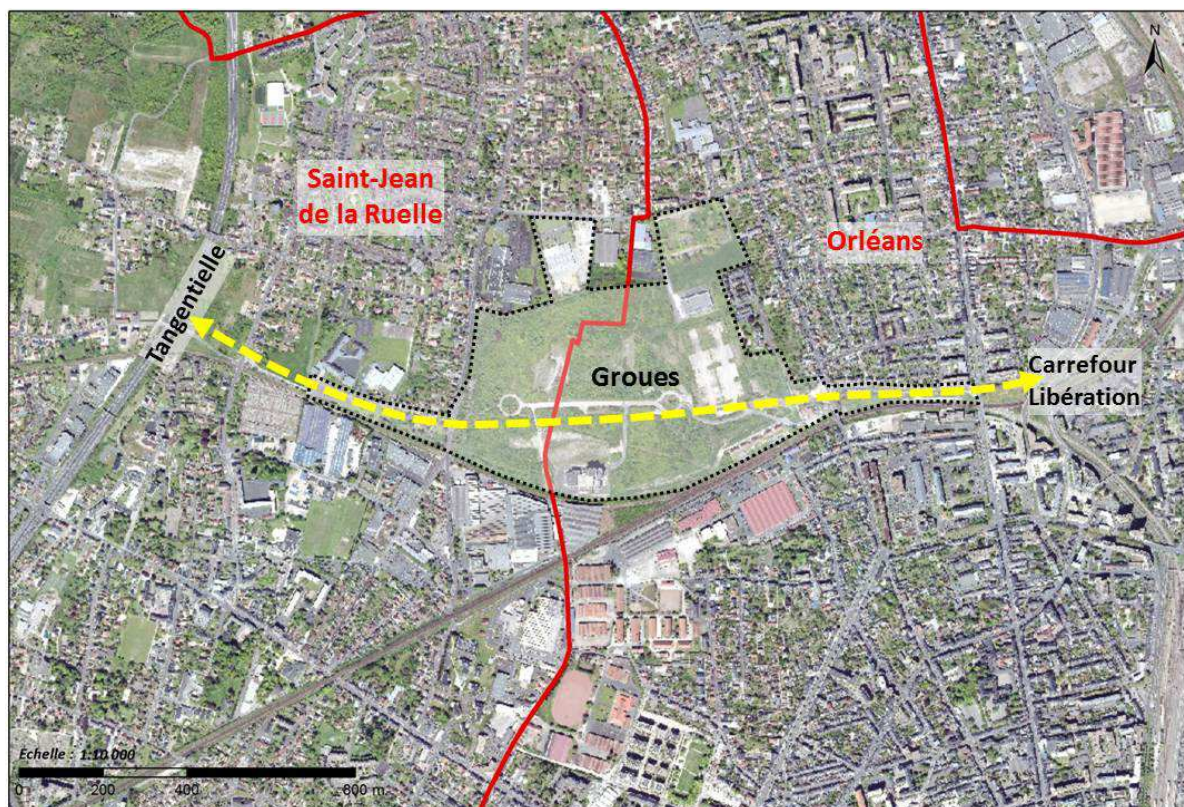 N
Saint-Jean
de la Ruelle
Orléans
Tangentielle
Groues
Carrefour
Libération
Echelle : 1:10 000
0 200 400 600 m.